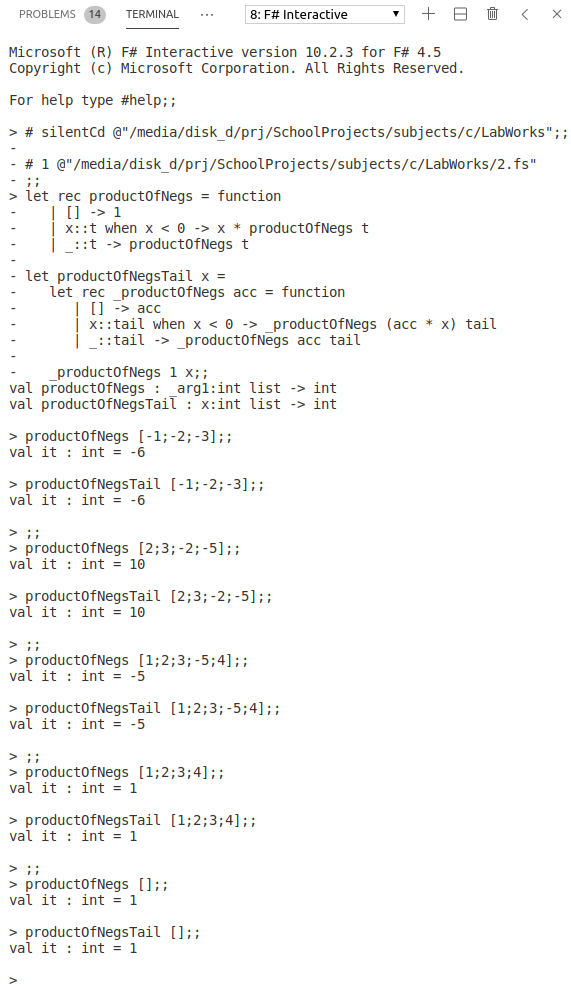 PROBLEMS 14 TERMINAL ··· 8: F# Interactive
Microsoft (R) F# Interactive version 10.2.3 for F# 4.5
Copyright (c) Microsoft Corporation. All Rights Reserved.

For help type #help;;

> # silentCd @"/media/disk_d/prj/SchoolProjects/subjects/c/LabWorks";;
-
- # 1 @"/media/disk_d/prj/SchoolProjects/subjects/c/LabWorks/2.fs"
- ;;
> let rec productOfNegs = function
-    | [] -> 1
-    | x::t when x < 0 -> x * productOfNegs t
-    | _::t -> productOfNegs t
-
- let productOfNegsTail x =
-    let rec _productOfNegs acc = function
-       | [] -> acc
-       | x::tail when x < 0 -> _productOfNegs (acc * x) tail
-       | _::tail -> _productOfNegs acc tail
-
-    _productOfNegs 1 x;;
val productOfNegs : _arg1:int list -> int
val productOfNegsTail : x:int list -> int

> productOfNegs [-1;-2;-3];;
val it : int = -6

> productOfNegsTail [-1;-2;-3];;
val it : int = -6

> ;;
> productOfNegs [2;3;-2;-5];;
val it : int = 10

> productOfNegsTail [2;3;-2;-5];;
val it : int = 10

> ;;
> productOfNegs [1;2;3;-5;4];;
val it : int = -5

> productOfNegsTail [1;2;3;-5;4];;
val it : int = -5

> ;;
> productOfNegs [1;2;3;4];;
val it : int = 1

> productOfNegsTail [1;2;3;4];;
val it : int = 1

> ;;
> productOfNegs [];;
val it : int = 1

> productOfNegsTail [];;
val it : int = 1

>